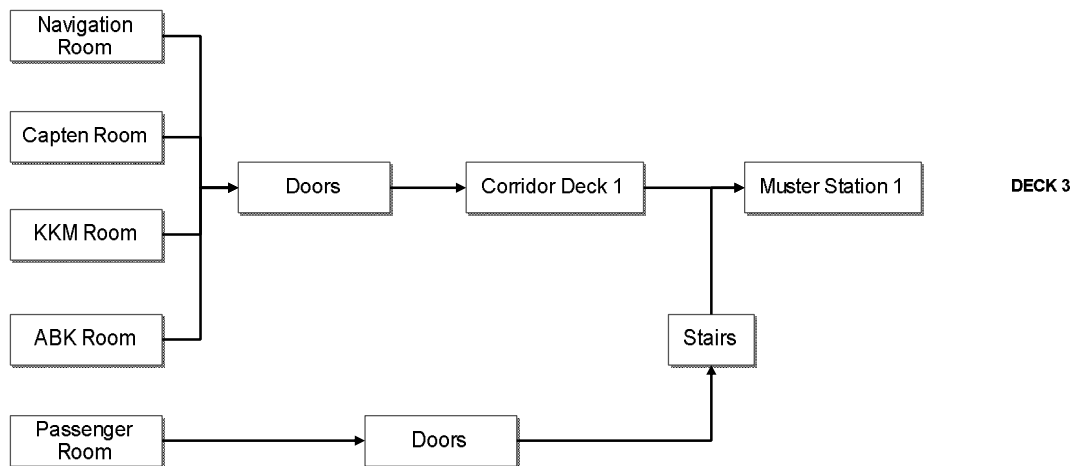 Navigation
Room
Capten Room
Doors
Corridor Deck 1
Muster Station 1
DECK 3
KKM Room
ABK Room
Stairs
Passenger
Room
Doors